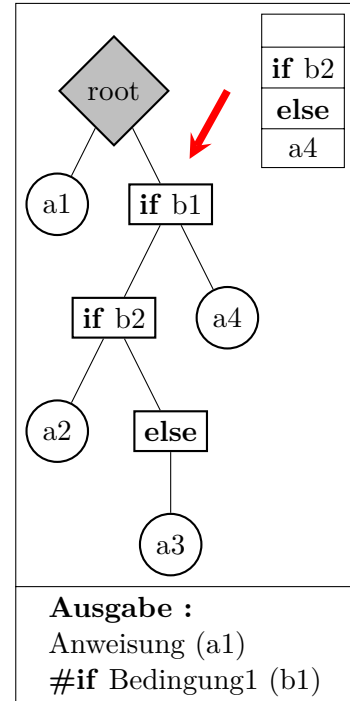 root
if b2
else
a4
a1
if b1
if b2
a4
a2
else
a3
Ausgabe :
Anweisung (a1)
#if Bedingung1 (b1)